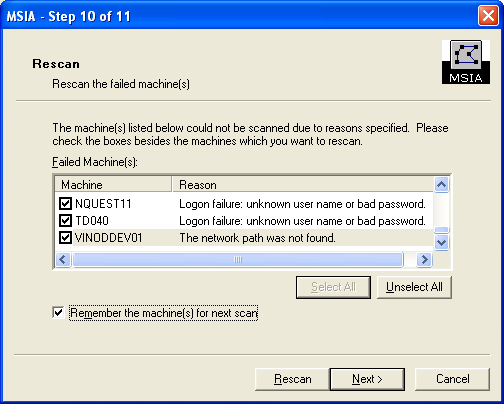 MSIA - Step 10 of 11
Rescan
Rescan the failed machine(s)
MSIA
The machine(s) listed below could not be scanned due to reasons specified. Please
check the boxes besides the machines which you want to rescan.
Failed Machine(s):
Machine Reason
NQUEST11 Logon failure: unknown user name or bad password.
TD040 Logon failure: unknown user name or bad password.
VINODDEV01 The network path was not found.
Select All Unselect All
Remember the machine(s) for next scan
Rescan Next > Cancel